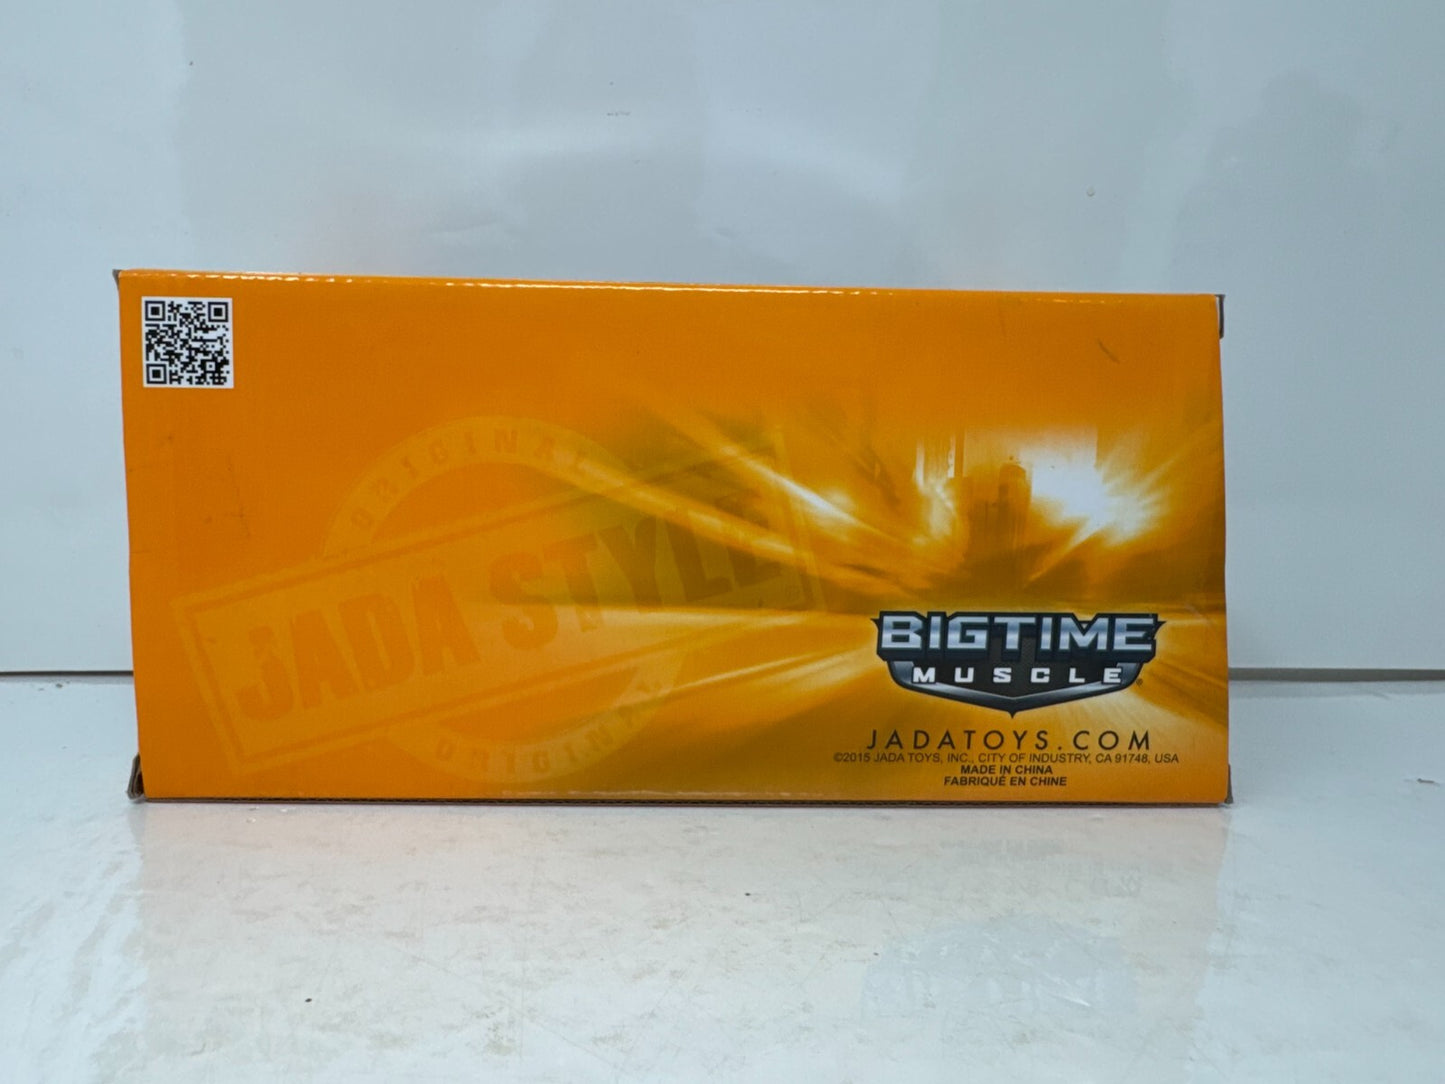 ORIGINAL
JADA STYLE
ORIGINAL
BIGTIME
MUSCLE®
JADATOYS.COM
©2015 JADA TOYS, INC., CITY OF INDUSTRY, CA 91748, USA
MADE IN CHINA
FABRIQUÉ EN CHINE